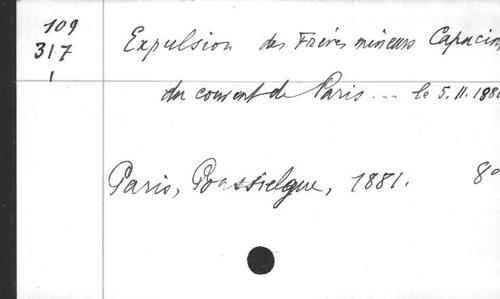 109
317
1
Expulsion des Frères mineurs Capucin
du couvent de Paris ... le 5.11.1880
Paris, Poussielgue, 1881. 8°